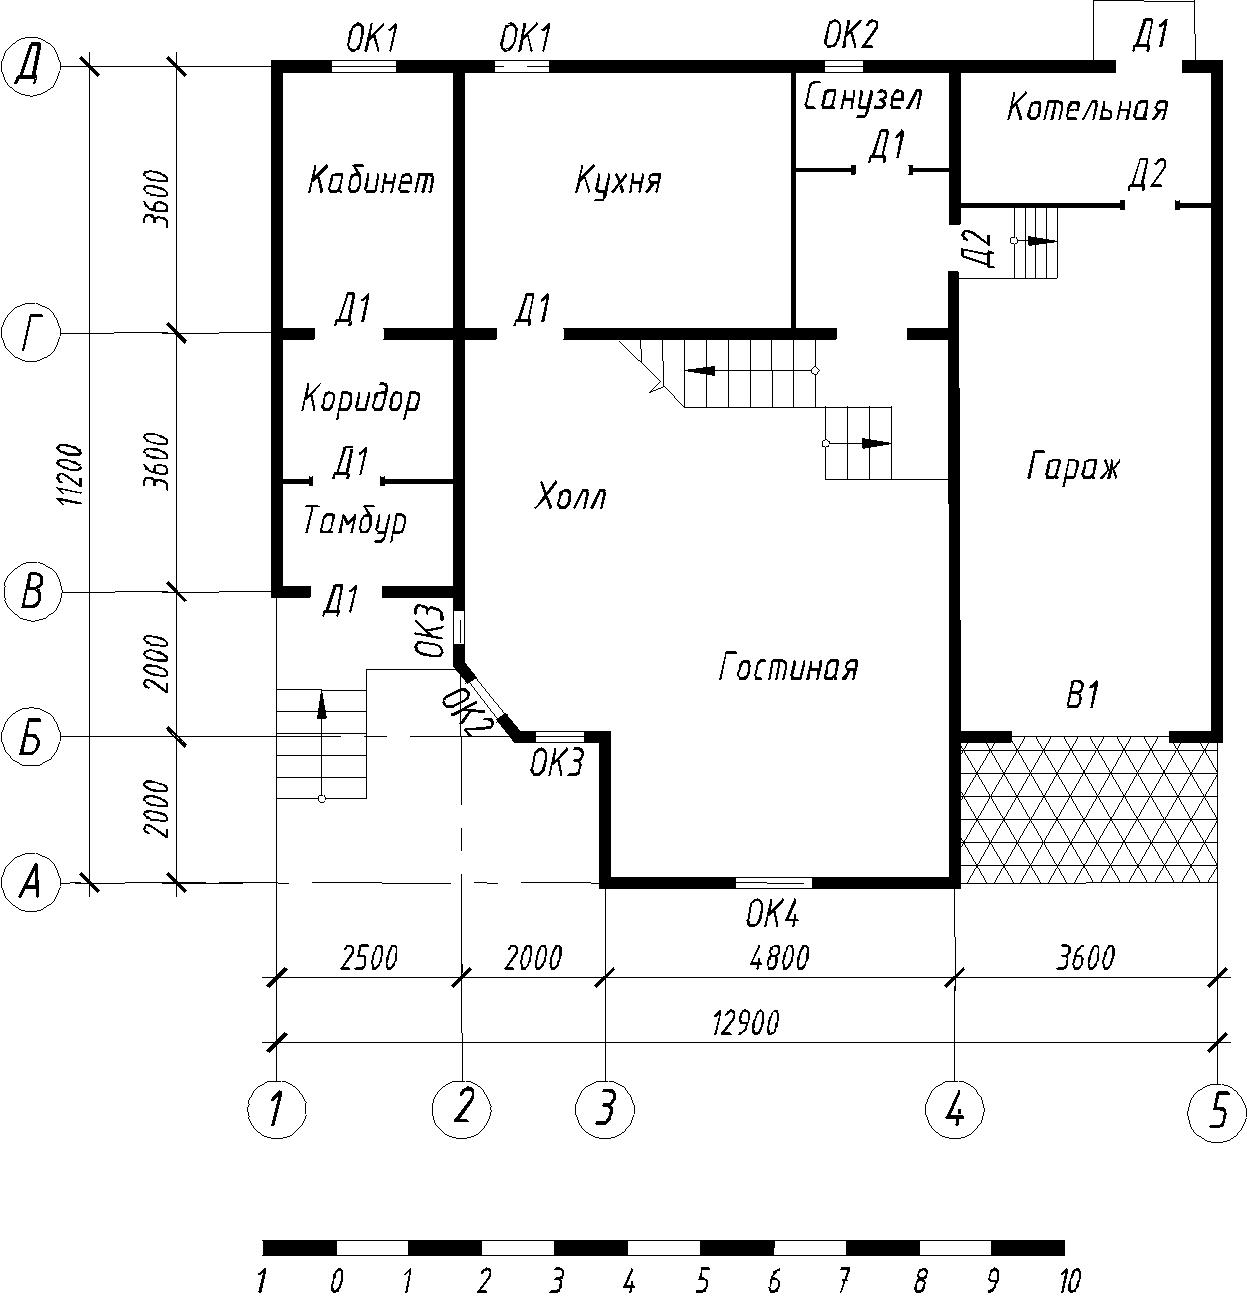 ОК1 ОК1 ОК2 Д1
Д
Санузел
Котельная
Д1
Д2
Кабинет
Кухня
3600
Д2
Д1
Д1
Г
Коридор
3600
Д1
11200
Гараж
Холл
Тамбур
В
Д1
ОК3
2000
Гостиная
В1
ОК2
Б
ОК3
2000
А
ОК4
2500 2000 4800 3600
12900
1 2 3 4 5
1 0 1 2 3 4 5 6 7 8 9 10